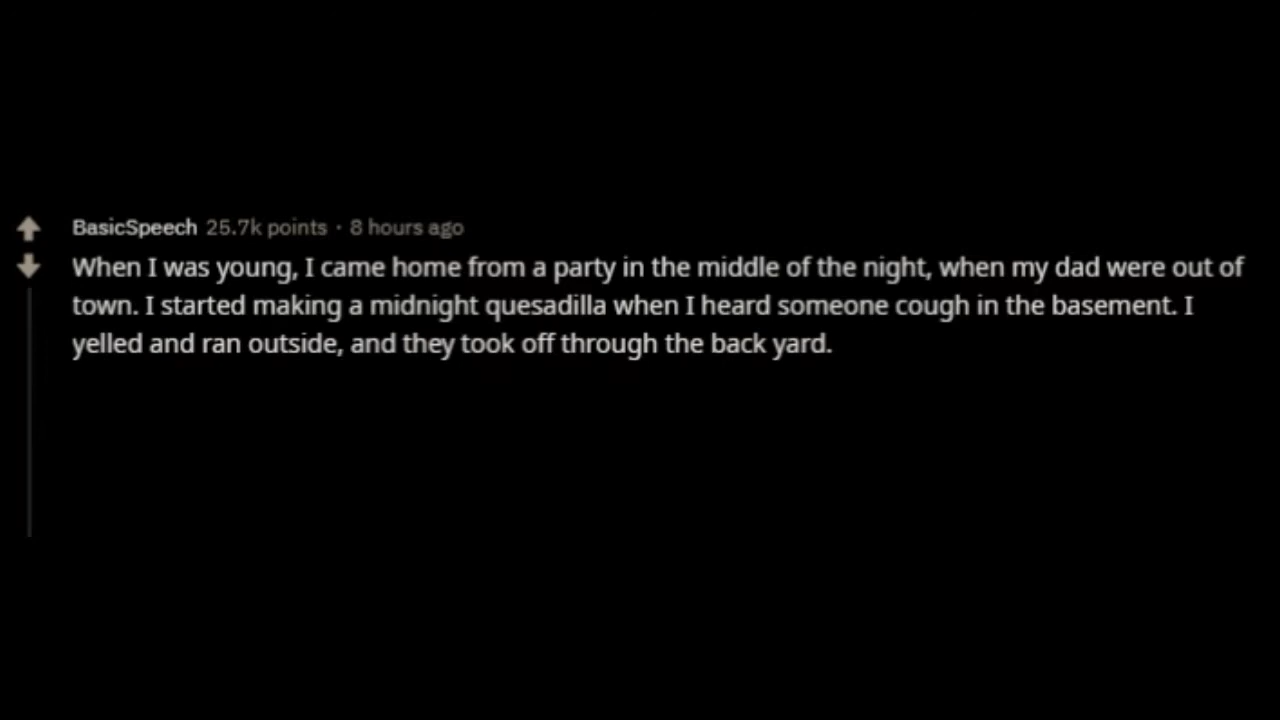 BasicSpeech 25.7k points · 8 hours ago
When I was young, I came home from a party in the middle of the night, when my dad were out of
town. I started making a midnight quesadilla when I heard someone cough in the basement. I
yelled and ran outside, and they took off through the back yard.